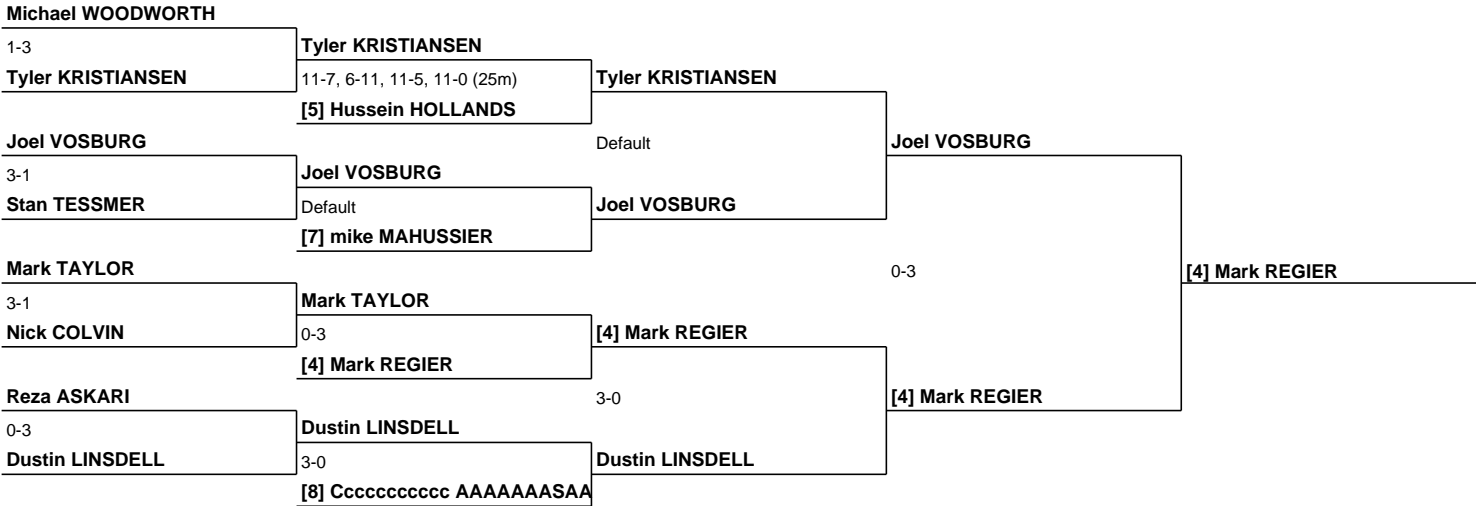 Michael WOODWORTH
1-3
Tyler KRISTIANSEN
Tyler KRISTIANSEN
11-7, 6-11, 11-5, 11-0 (25m)
Tyler KRISTIANSEN
[5] Hussein HOLLANDS
Joel VOSBURG
Default
Joel VOSBURG
3-1
Joel VOSBURG
Stan TESSMER
Default
Joel VOSBURG
[7] mike MAHUSSIER
Mark TAYLOR
0-3
[4] Mark REGIER
3-1
Mark TAYLOR
Nick COLVIN
0-3
[4] Mark REGIER
[4] Mark REGIER
Reza ASKARI
3-0
[4] Mark REGIER
0-3
Dustin LINSDELL
Dustin LINSDELL
3-0
Dustin LINSDELL
[8] Cccccccccc AAAAAAASAA